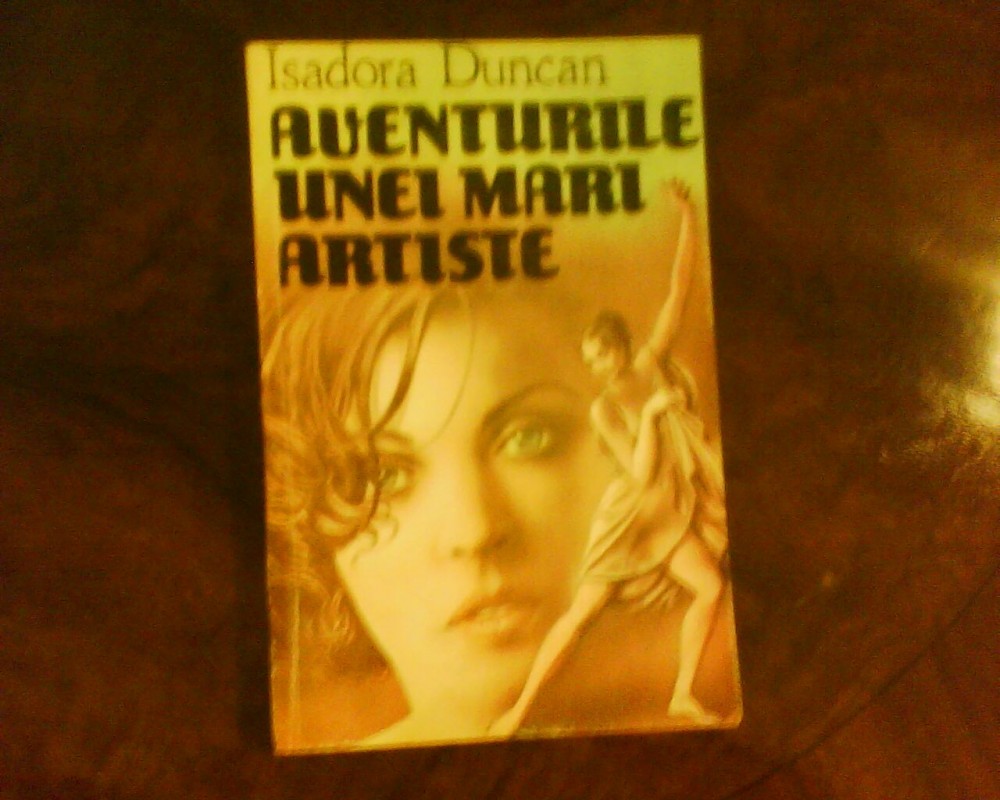 Isadora Duncan
AVENTURILE
UNEI MARI
ARTISTE